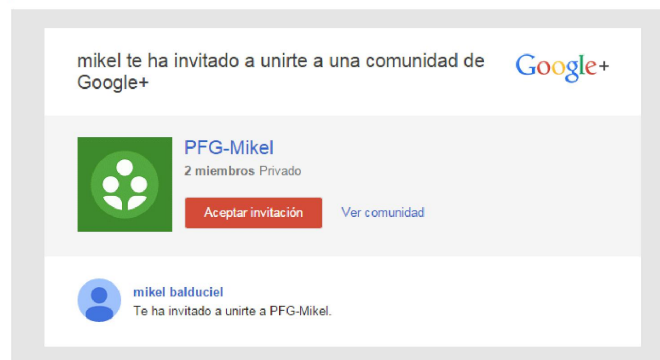 mikel te ha invitado a unirte a una comunidad de
Google+
Google+
PFG-Mikel
2 miembros Privado
Aceptar invitación
Ver comunidad
mikel balduciel
Te ha invitado a unirte a PFG-Mikel.